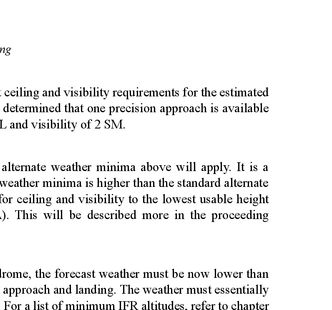 ng
ceiling and visibility requirements for the estimated
determined that one precision approach is available
L and visibility of 2 SM.
alternate weather minima above will apply. It is a
weather minima is higher than the standard alternate
for ceiling and visibility to the lowest usable height
). This will be described more in the proceeding
drome, the forecast weather must be now lower than
approach and landing. The weather must essentially
For a list of minimum IFR altitudes, refer to chapter